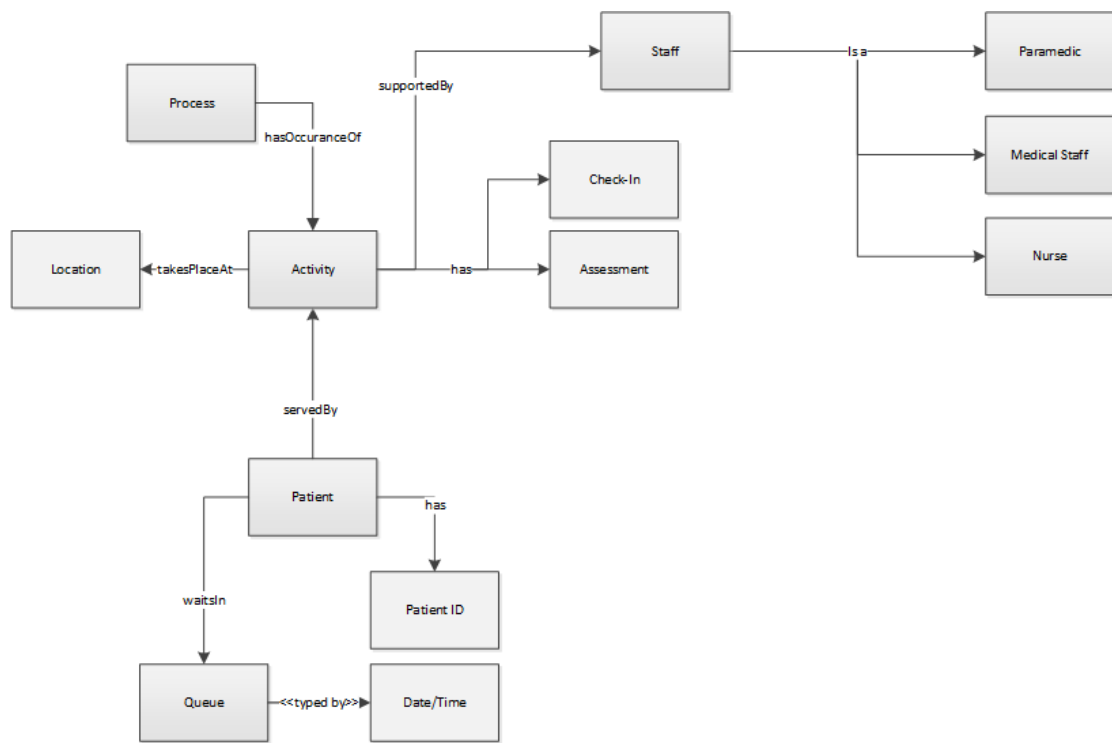 Staff
Is a
Paramedic
supportedBy
Process
hasOccuranceOf
Medical Staff
Check-In
Location
takesPlaceAt
Activity
has
Assessment
Nurse
servedBy
Patient
has
waitsIn
Patient ID
Queue
<<typed by>>
Date/Time